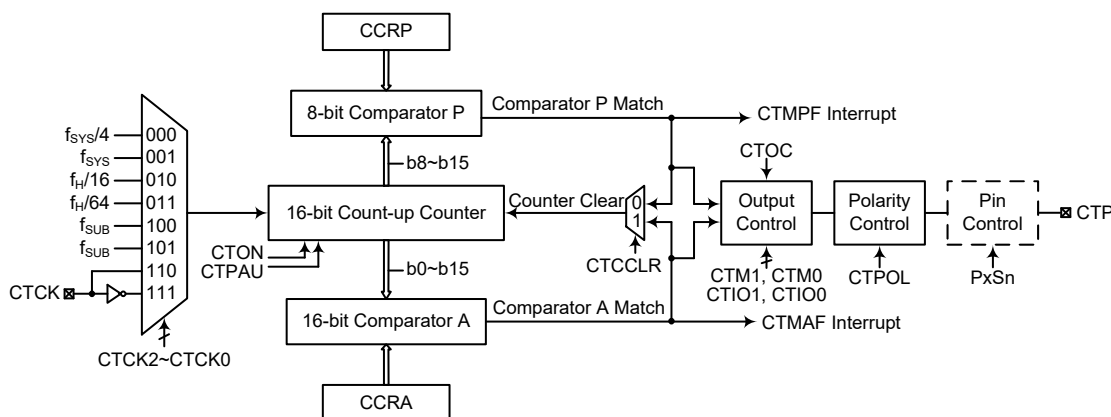 CCRP
8-bit Comparator P
Comparator P Match
CTMPF Interrupt
fSYS/4
000
fSYS
001
fH/16
010
fH/64
011
fSUB
100
fSUB
101
110
CTCK
111
CTCK2~CTCK0
b8~b15
16-bit Count-up Counter
Counter Clear
0
1
CTCCLR
CTON
CTPAU
b0~b15
CTOC
Output
Control
Polarity
Control
Pin
Control
CTP
CTM1, CTM0
CTIO1, CTIO0
CTPOL
PxSn
16-bit Comparator A
Comparator A Match
CTMAF Interrupt
CCRA